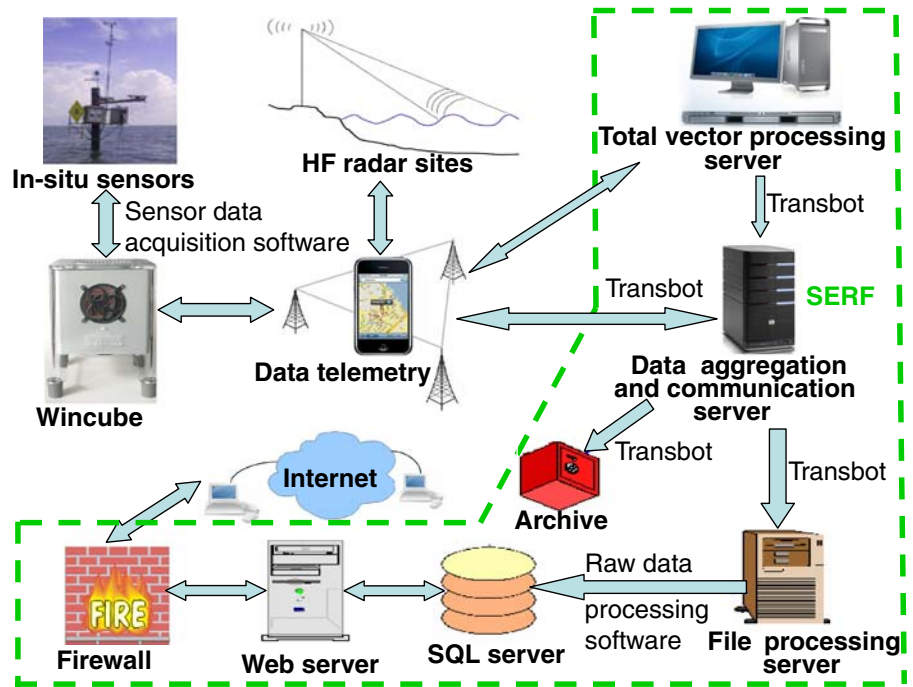 Total vector processing
server
In-situ sensors
HF radar sites
Sensor data
acquisition software
Transbot
Transbot
SERF
Data telemetry
Data aggregation
and communication
server
Wincube
Transbot
Transbot
Internet
Archive
Raw data
processing
software
FIRE
Firewall
Web server
SQL server
File processing
server